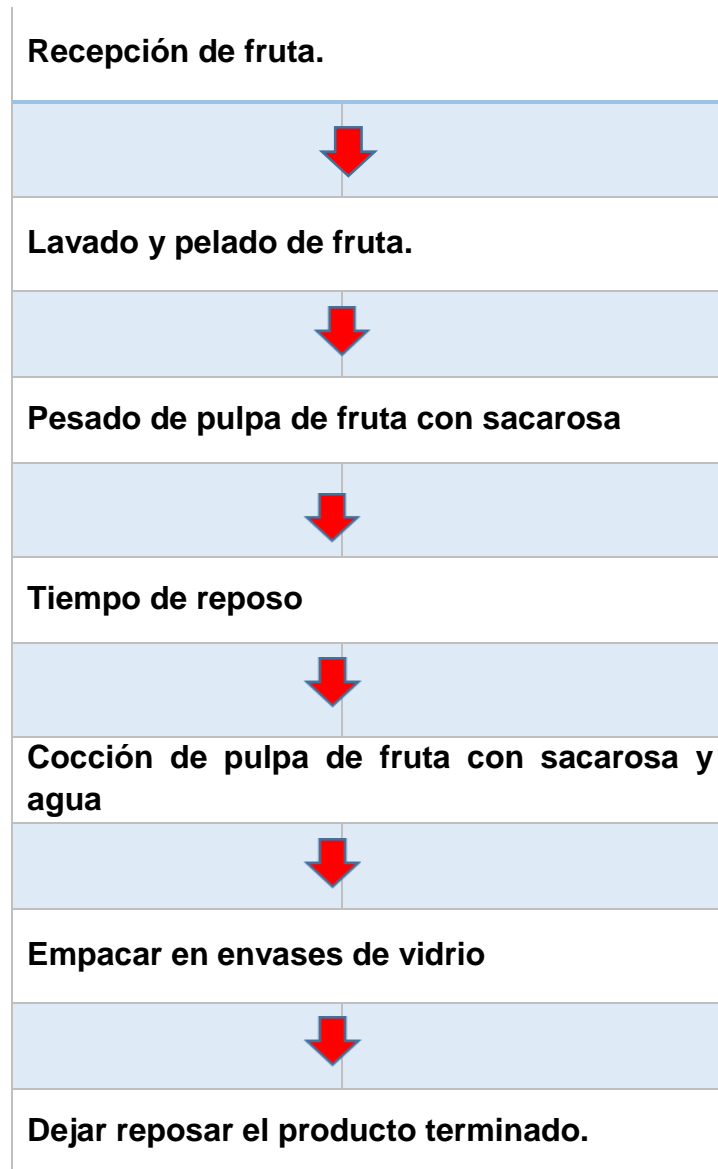 Recepción de fruta.
Lavado y pelado de fruta.
Pesado de pulpa de fruta con sacarosa
Tiempo de reposo
Cocción de pulpa de fruta con sacarosa y
agua
Empacar en envases de vidrio
Dejar reposar el producto terminado.